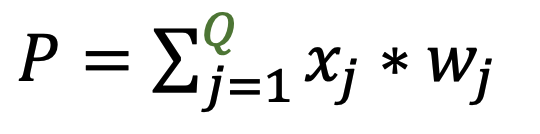 P = ∑_{j=1}^{Q} x_j * w_j